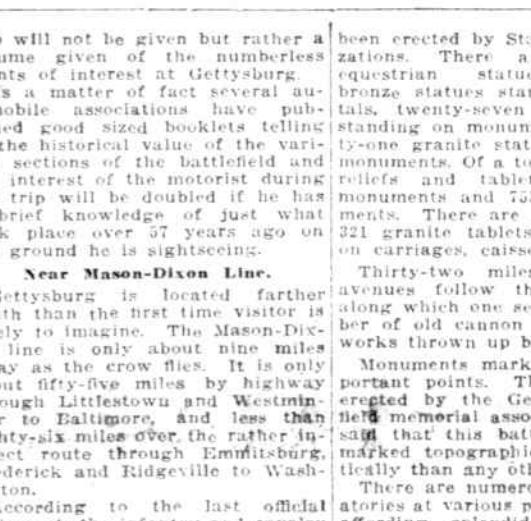 will not be given but rather a
ume given of the numberless
nts of interest at Gettysburg.
s a matter of fact several au-
mobile associations have pub-
ed good sized booklets telling
the historical value of the vari-
sections of the battlefield and
interest of the motorist during
trip will be doubled if he has
brief knowledge of just what
k place over 57 years ago on
ground he is sightseeing.
Near Mason-Dixon Line.
ettysburg is located farther
th than the first time visitor is
ely to imagine. The Mason-Dix-
line is only about nine miles
ay as the crow flies. It is only
out fifty-five miles by highway
ough Littlestown and Westmin-
r to Baltimore, and less than
hty-six miles over the rather in-
ect route through Emmitsburg,
ederick and Ridgeville to Wash-
ton.
According to the last official
been erected by Sta
zations. There a
equestrian statu
bronze statues stan
tals, twenty-seven
standing on monum
ty-one granite stat
monuments. Of a to
reliefs and tablet
monuments and 75
ments. There are
321 granite tablets
on carriages, caisso
Thirty-two mile
avenues follow th
along which one se
ber of old cannon
works thrown up b
Monuments mark
portant points. Th
erected by the Ge
field memorial asso
said that this batt
marked topographic
tically than any oth
There are numero
atories at various p